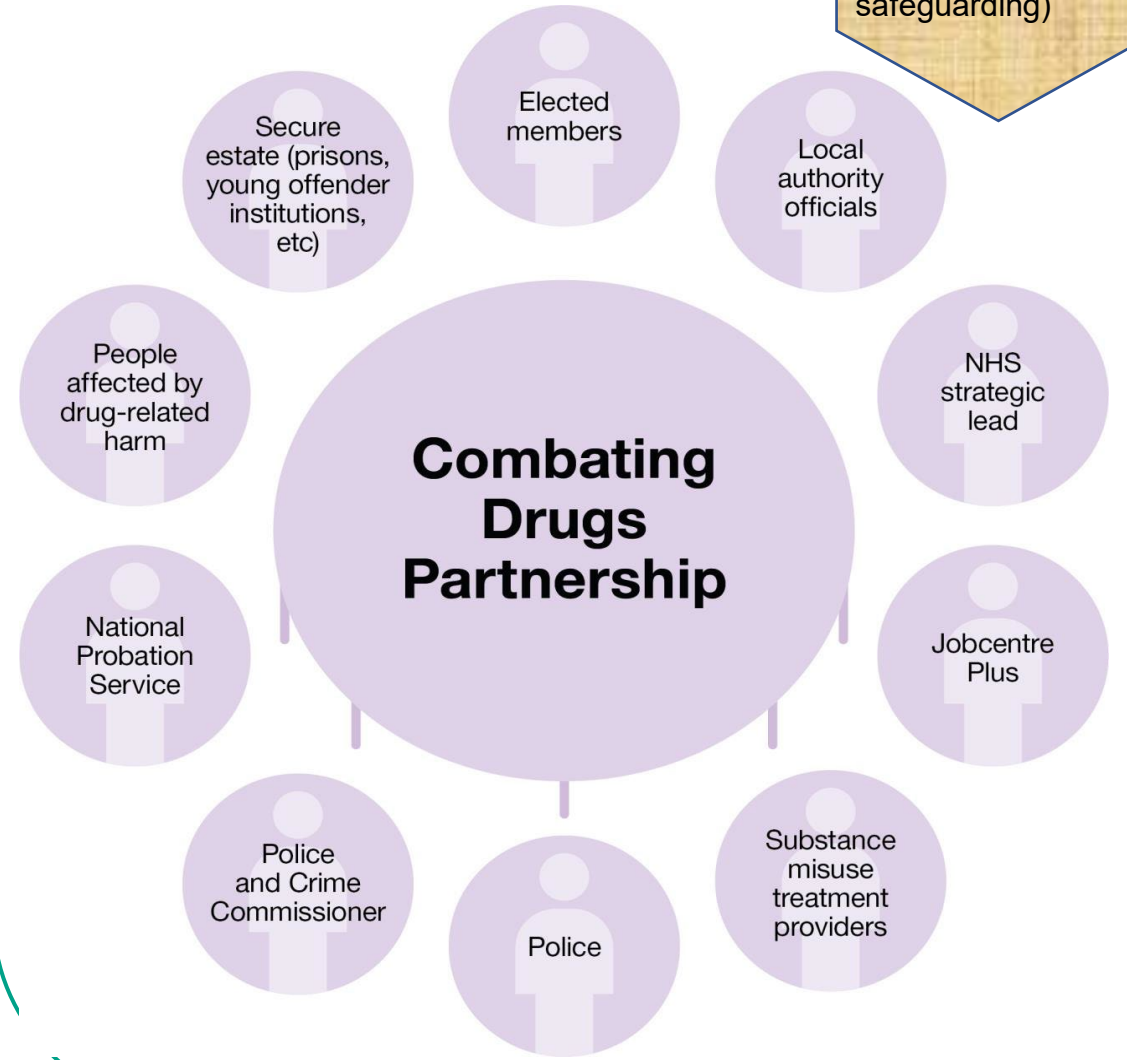 safeguarding)
Elected
members
Local
authority
officials
NHS
strategic
lead
Jobcentre
Plus
Substance
misuse
treatment
providers
Police
Police
and Crime
Commissioner
National
Probation
Service
People
affected by
drug-related
harm
Secure
estate (prisons,
young offender
institutions,
etc)
Combating
Drugs
Partnership